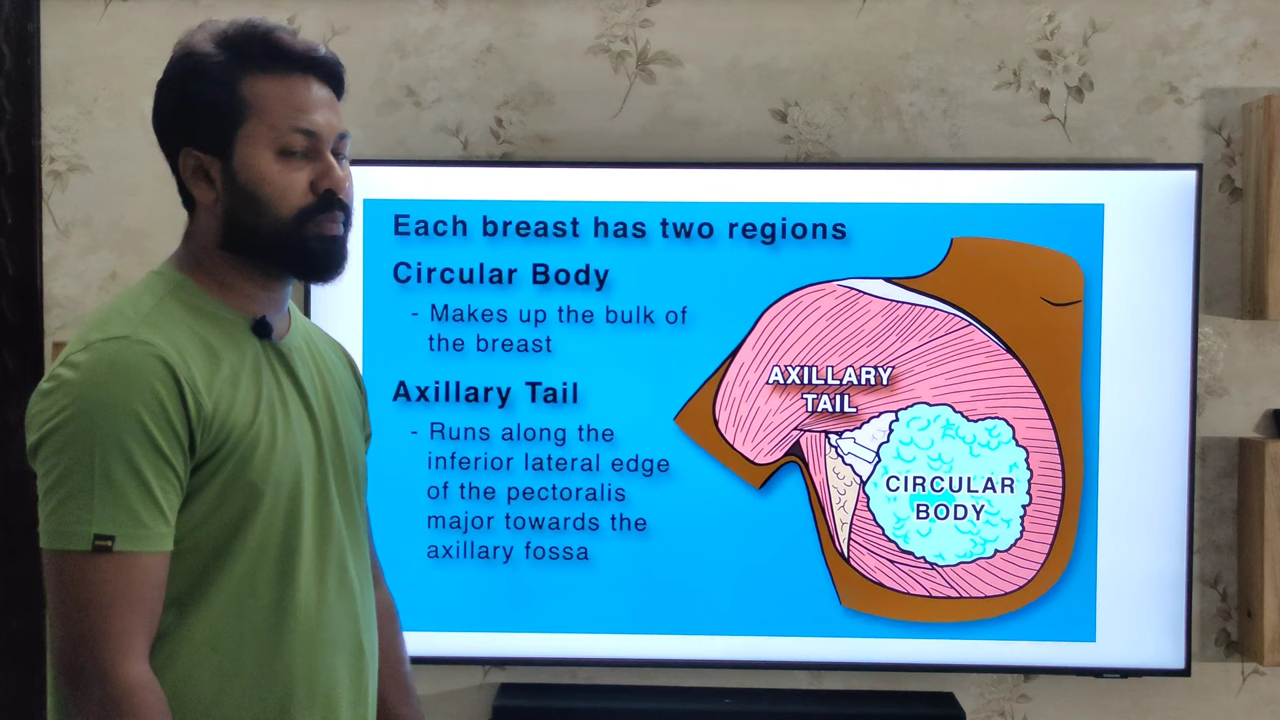 Each breast has two regions
Circular Body
- Makes up the bulk of
the breast
Axillary Tail
- Runs along the
inferior lateral edge
of the pectoralis
major towards the
axillary fossa
AXILLARY
TAIL
CIRCULAR
BODY
SAMSUNG